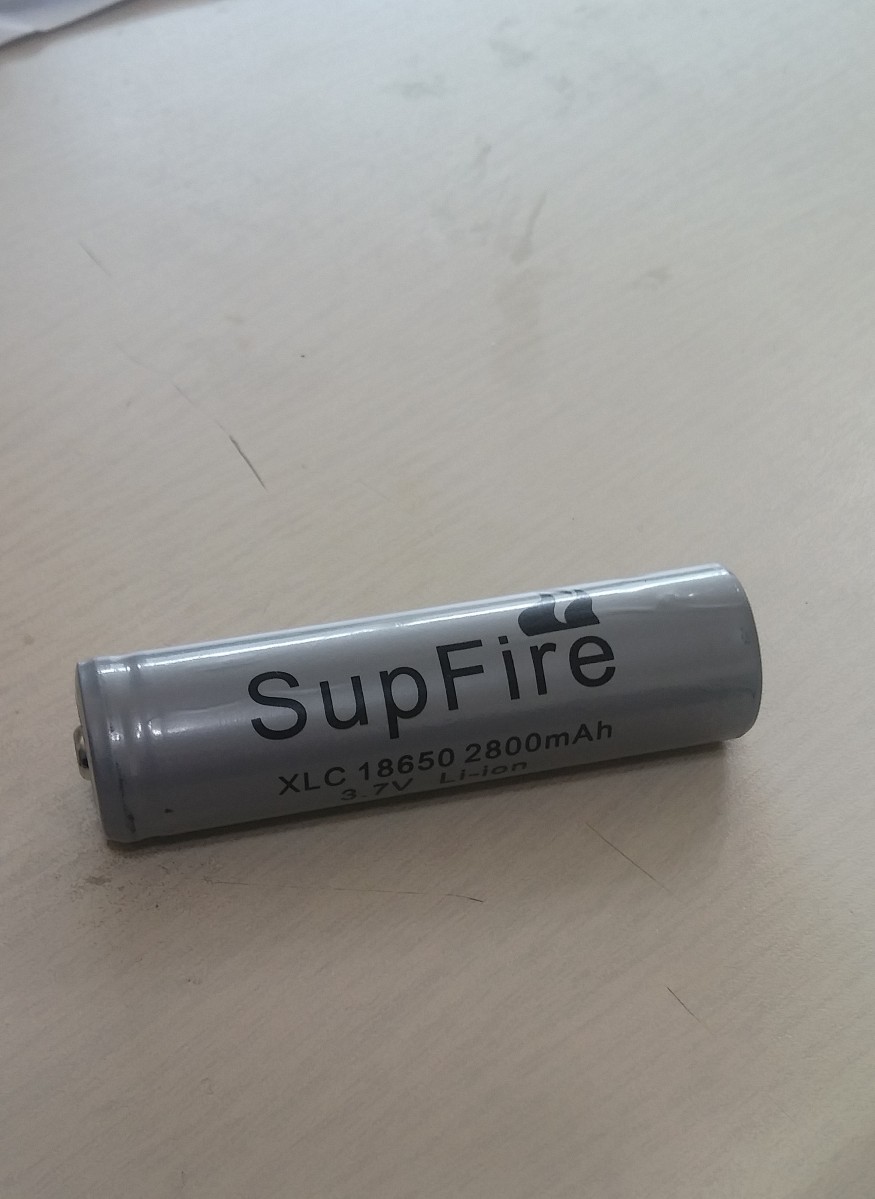 SupFire
XLC 18650 2800mAh
3.7V Li-ion